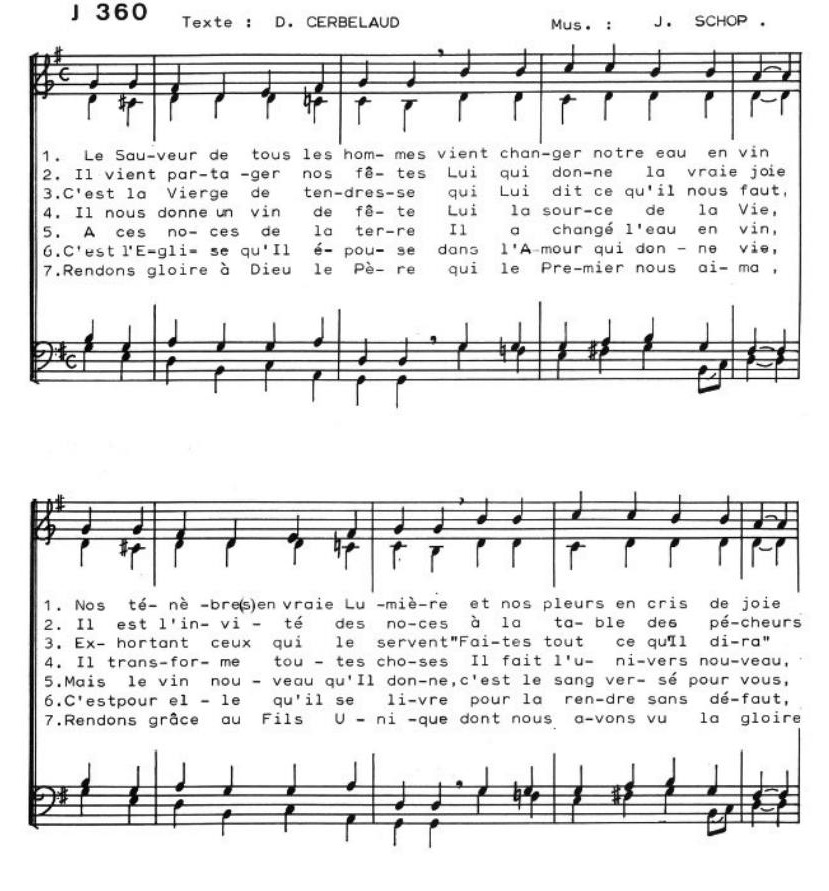 J 360
Texte : D. CERBELAUD Mus. : J. SCHOP .
1. Le Sau-veur de tous les hom- mes vient chan-ger notre eau en vin
2. Il vient par-ta -ger nos fê- tes Lui qui don-ne la vraie joie
3.C'est la Vierge de ten-dres-se qui Lui dit ce qu'il nous faut,
4. Il nous donne un vin de fê- te Lui la sour-ce de la Vie,
5. A ces no- ces de la ter- re Il a changé l'eau en vin,
6.C'est l'E=gli= se qu'Il é- pou- se dans l'A-mour qui don - ne vie,
7.Rendons gloire à Dieu le Pè- re qui le Pre-mier nous ai- ma ,
1. Nos té- nè -bre(s)en vraie Lu -miè-re et nos pleurs en cris de joie
2. Il est l'in- vi - té des no-ces à la ta- ble des pé-cheurs
3. Ex- hortant ceux qui le servent"Fai-tes tout ce qu'Il di-ra"
4. Il trans-for- me tou - tes cho-ses Il fait l'u- ni-vers nou-veau,
5.Mais le vin nou - veau qu'Il don-ne,c'est le sang ver- sé pour vous,
6.C'estpour el - le qu'il se li-vre pour la ren-dre sans dé-faut,
7.Rendons grâce au Fils U - ni -que dont nous a-vons vu la gloire